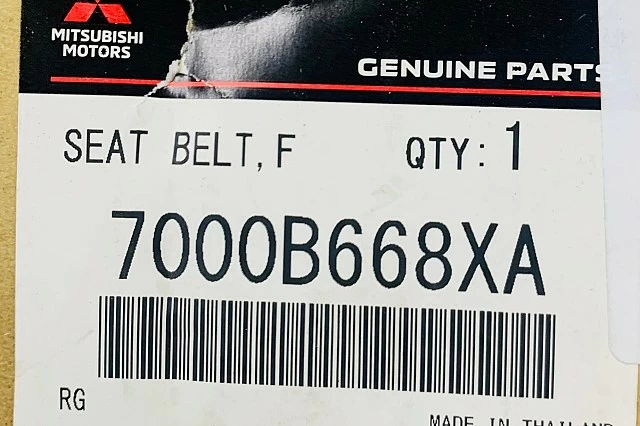 MITSUBISHI
MOTORS
GENUINE PARTS
SEAT BELT, F QTY: 1
7000B668XA
RG
MADE IN THAILAND